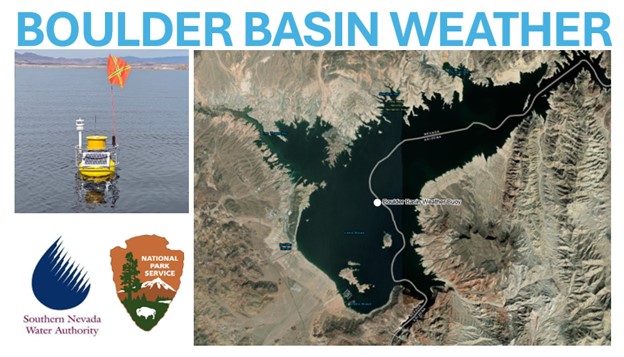 BOULDER BASIN WEATHER
NEVADA
ARIZONA
Boulder Basin Weather Buoy
NATIONAL
PARK
SERVICE
Southern Nevada
Water Authority